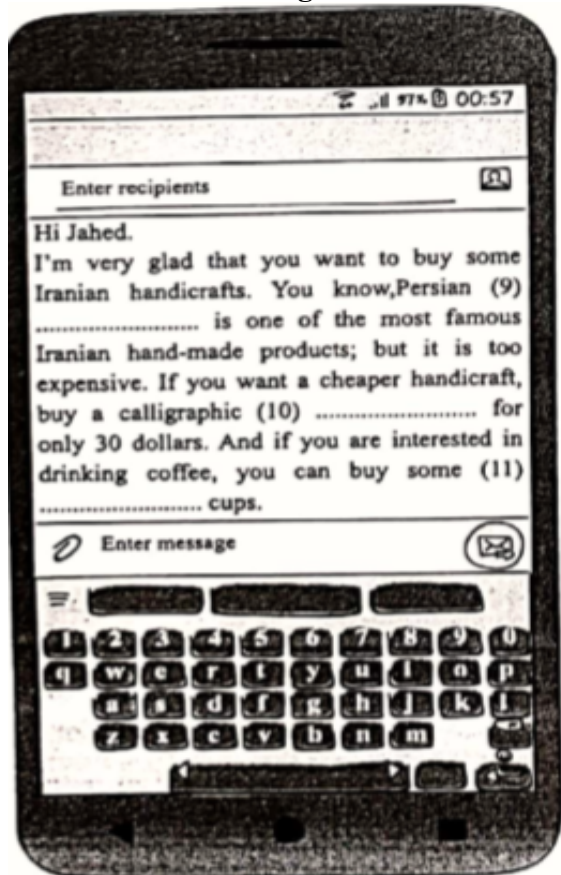 97% 00:57
Enter recipients
Hi Jahed.
I'm very glad that you want to buy some
Iranian handicrafts. You know,Persian (9)
............................ is one of the most famous
Iranian hand-made products; but it is too
expensive. If you want a cheaper handicraft,
buy a calligraphic (10) ............................ for
only 30 dollars. And if you are interested in
drinking coffee, you can buy some (11)
............................ cups.
Enter message
1 2 3 4 5 6 7 8 9 0
q w e r t y u i o p
a s d f g h j k l
z x c v b n m